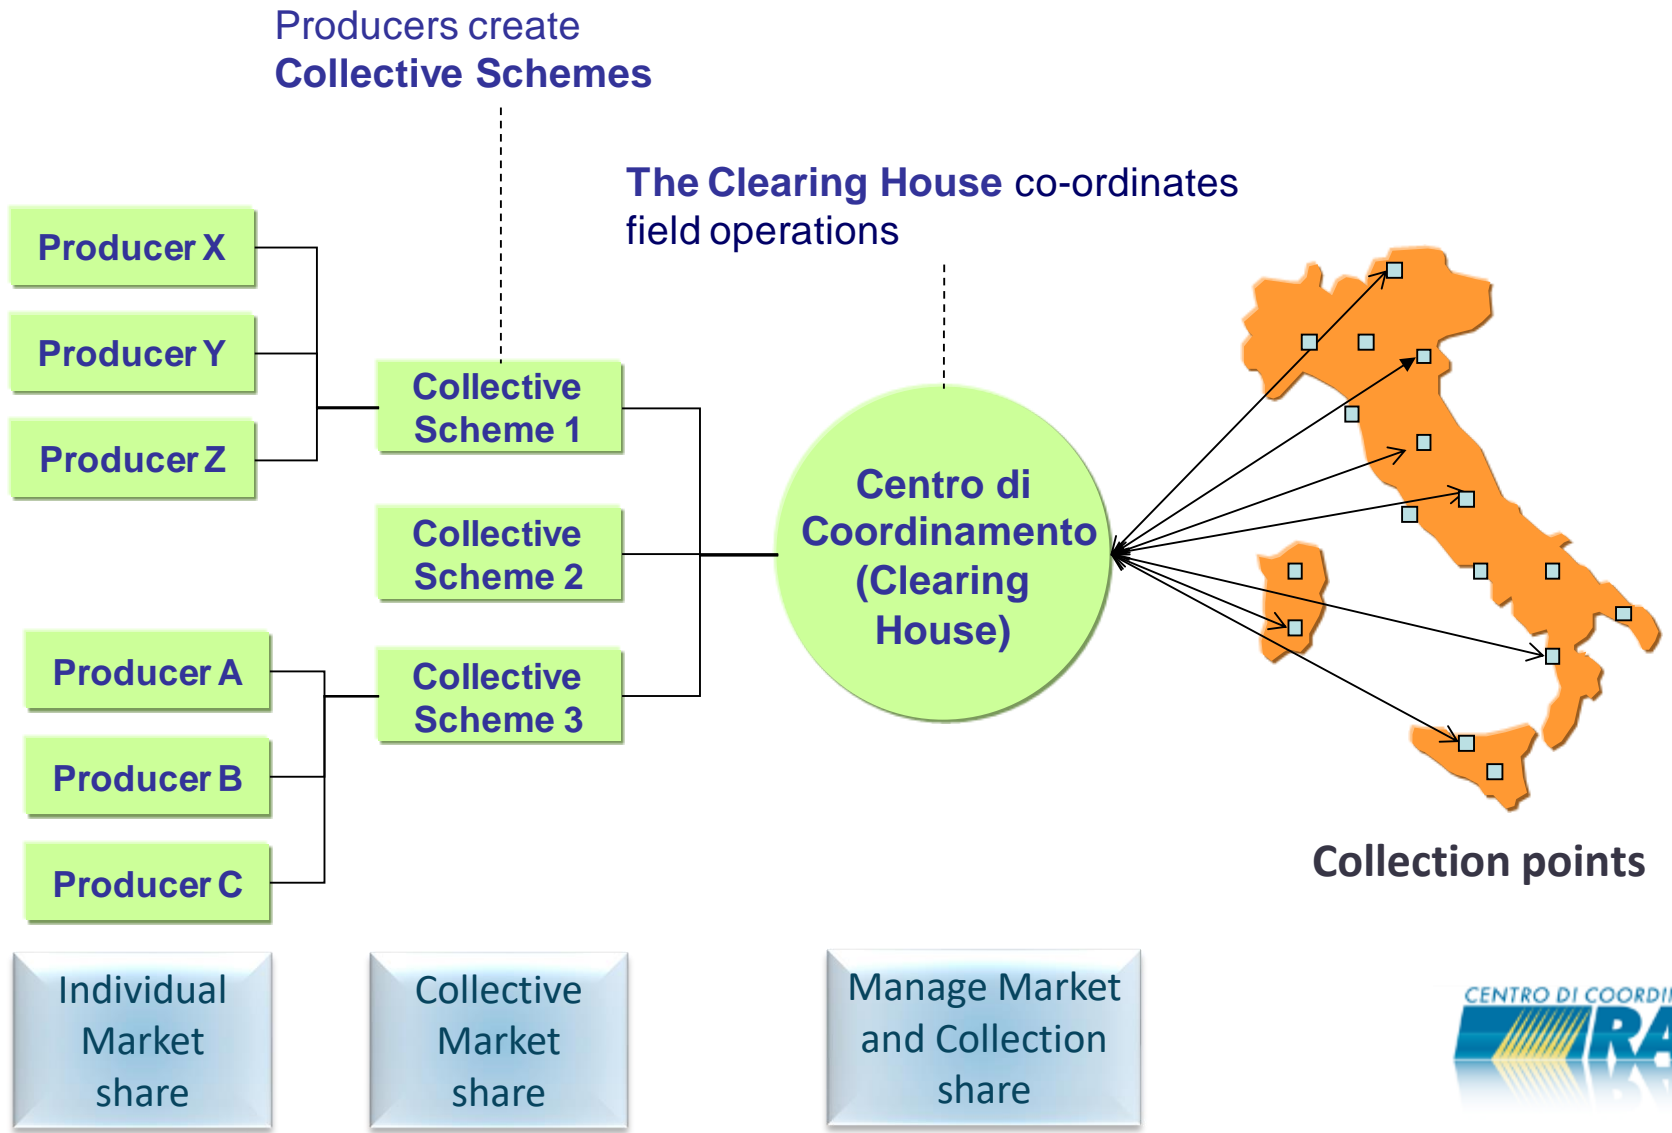 Producers create
Collective Schemes
The Clearing House co-ordinates
field operations
Producer X
Producer Y
Producer Z
Producer A
Producer B
Producer C
Collective
Scheme 1
Collective
Scheme 2
Collective
Scheme 3
Centro di
Coordinamento
(Clearing
House)
Collection points
Individual
Market
share
Collective
Market
share
Manage Market
and Collection
share
CENTRO DI